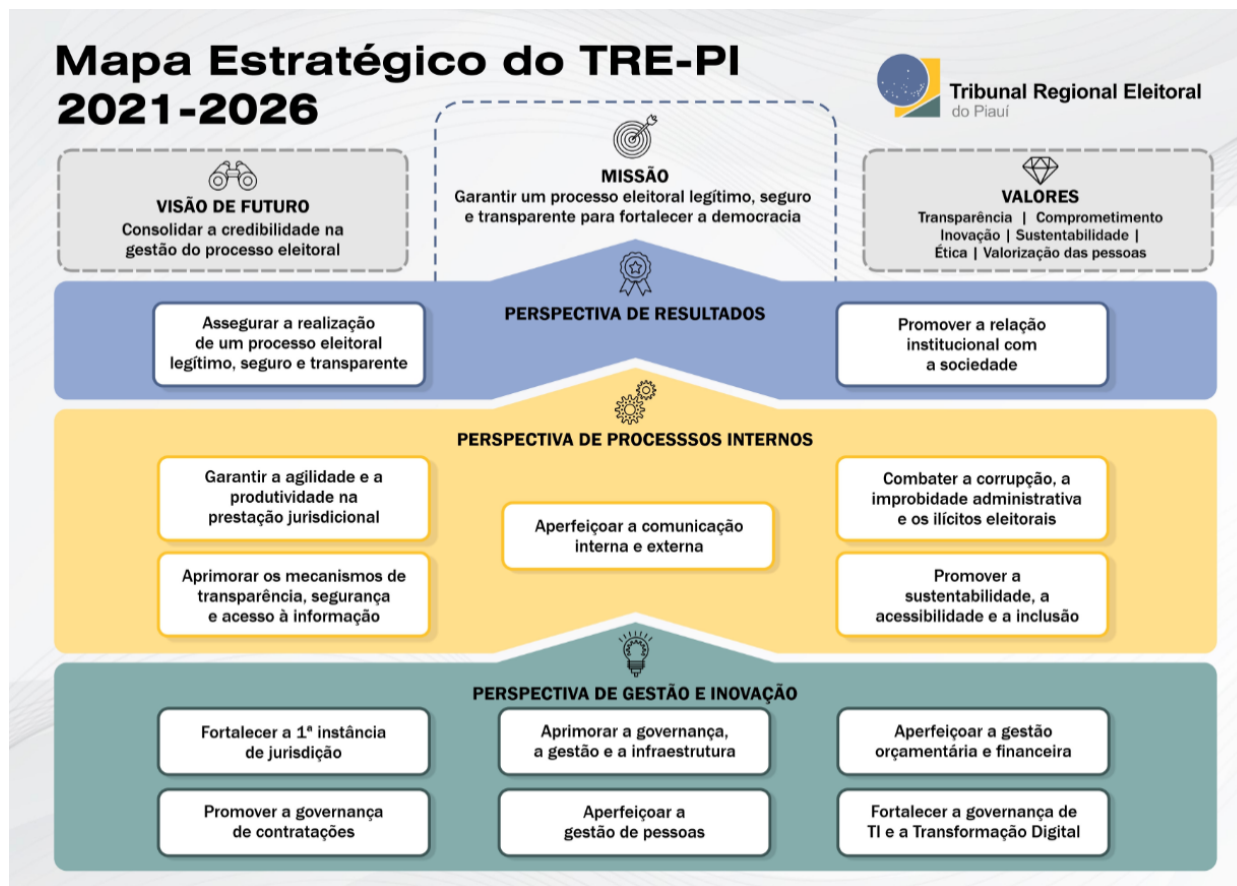 Mapa Estratégico do TRE-PI
2021-2026
Tribunal Regional Eleitoral
do Piauí
VISÃO DE FUTURO
Consolidar a credibilidade na
gestão do processo eleitoral
MISSÃO
Garantir um processo eleitoral legítimo, seguro
e transparente para fortalecer a democracia
VALORES
Transparência | Comprometimento
Inovação | Sustentabilidade |
Ética | Valorização das pessoas
PERSPECTIVA DE RESULTADOS
Assegurar a realização
de um processo eleitoral
legítimo, seguro e transparente
Promover a relação
institucional com
a sociedade
PERSPECTIVA DE PROCESSSOS INTERNOS
Garantir a agilidade e a
produtividade na
prestação jurisdicional
Aprimorar os mecanismos de
transparência, segurança
e acesso à informação
Aperfeiçoar a comunicação
interna e externa
Combater a corrupção, a
improbidade administrativa
e os ilícitos eleitorais
Promover a
sustentabilidade, a
acessibilidade e a inclusão
PERSPECTIVA DE GESTÃO E INOVAÇÃO
Fortalecer a 1ª instância
de jurisdição
Aprimorar a governança,
a gestão e a infraestrutura
Aperfeiçoar a gestão
orçamentária e financeira
Promover a governança
de contratações
Aperfeiçoar a
gestão de pessoas
Fortalecer a governança de
TI e a Transformação Digital